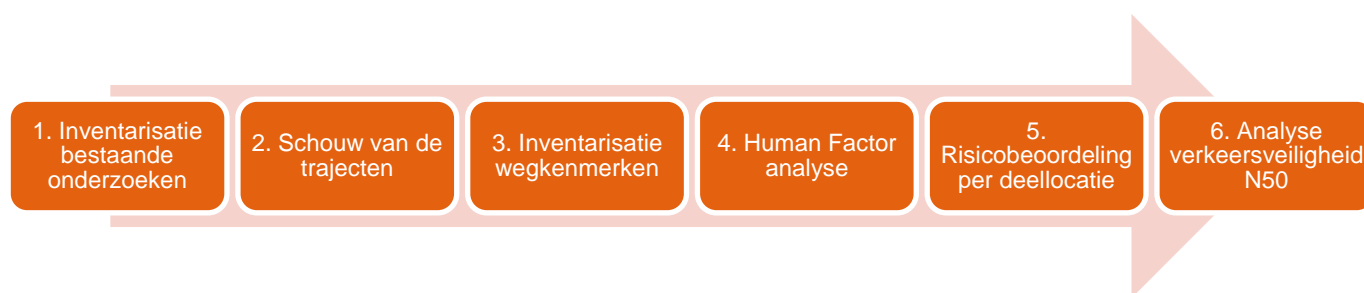 1. Inventarisatie
bestaande
onderzoeken
2. Schouw van de
trajecten
3. Inventarisatie
wegkenmerken
4. Human Factor
analyse
5.
Risicobeoordeling
per deellocatie
6. Analyse
verkeersveiligheid
N50